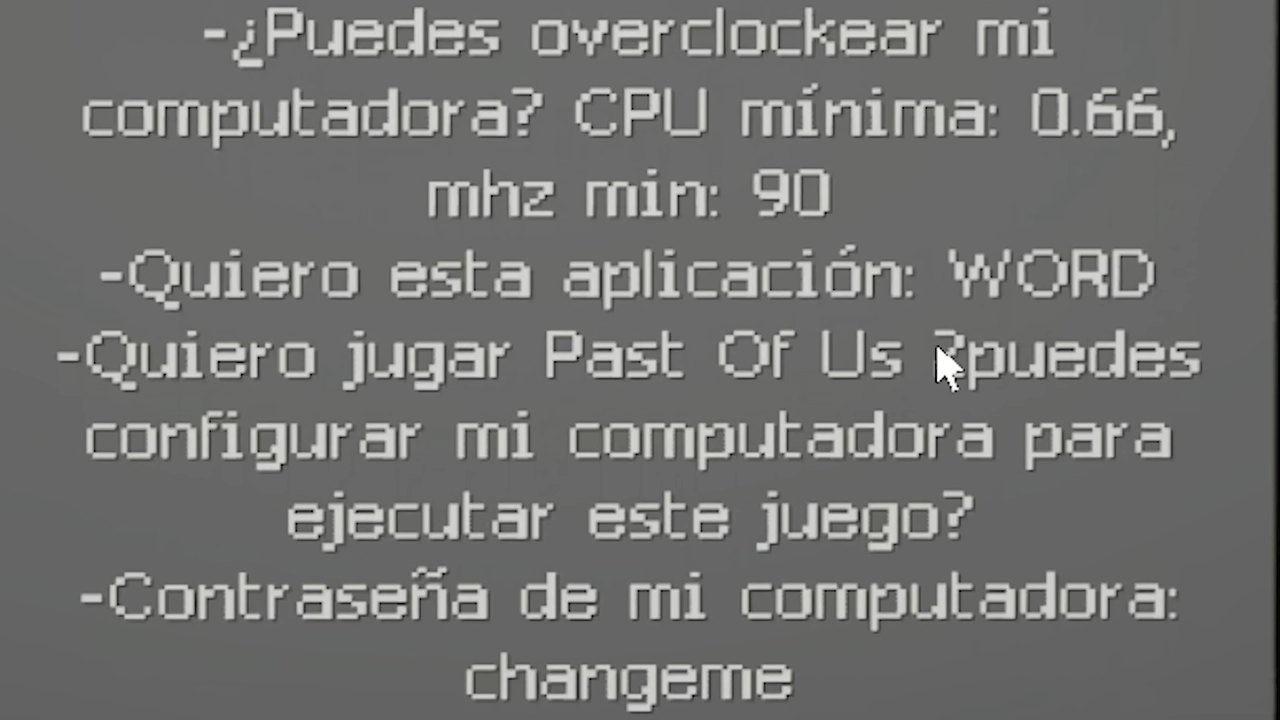 -¿Puedes overclockear mi
computadora? CPU mínima: 0.66,
mhz min: 90
-Quiero esta aplicación: WORD
-Quiero jugar Past Of Us ?puedes
configurar mi computadora para
ejecutar este juego?
-Contraseña de mi computadora:
changeme